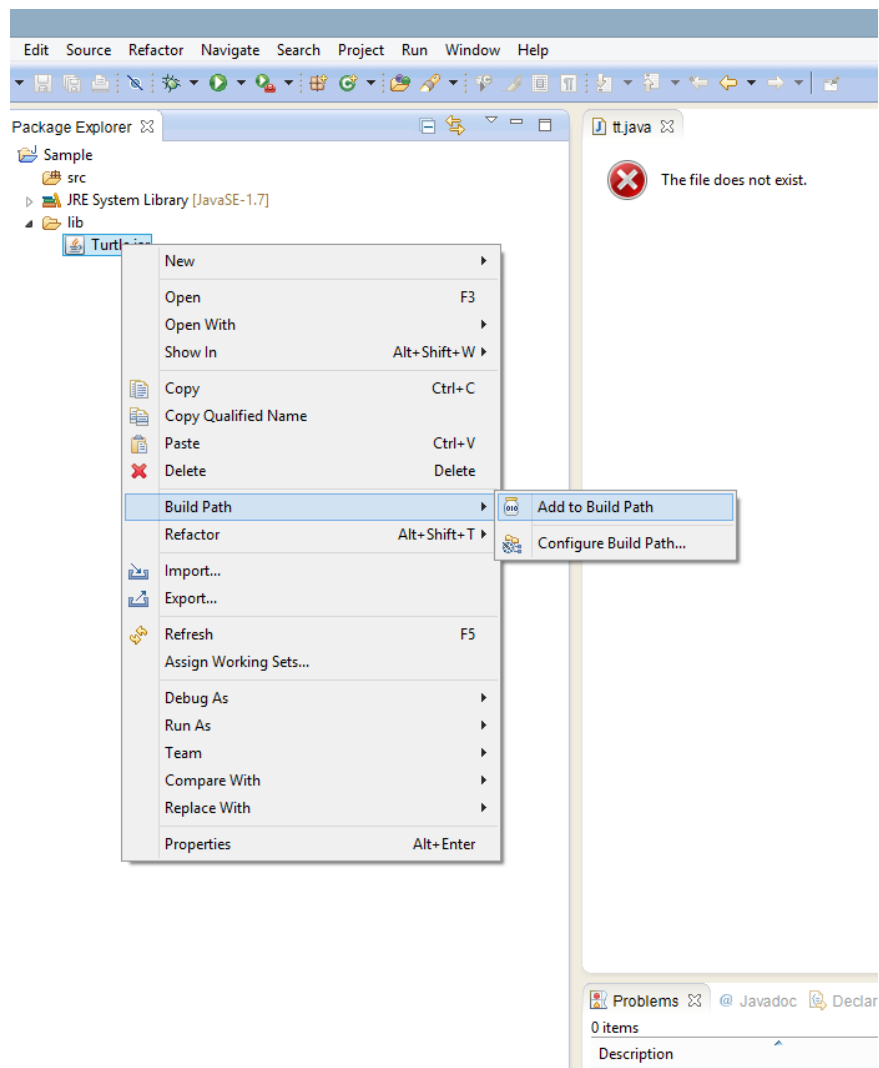 Edit Source Refactor Navigate Search Project Run Window Help
Package Explorer
tt.java
Sample
src
JRE System Library [JavaSE-1.7]
lib
The file does not exist.
New
Open F3
Open With
Show In Alt+Shift+W
Copy Ctrl+C
Copy Qualified Name
Paste Ctrl+V
Delete Delete
Build Path
Add to Build Path
Refactor Alt+Shift+T
Configure Build Path...
Import...
Export...
Refresh F5
Assign Working Sets...
Debug As
Run As
Team
Compare With
Replace With
Properties Alt+Enter
Problems @ Javadoc Declar
0 items
Description